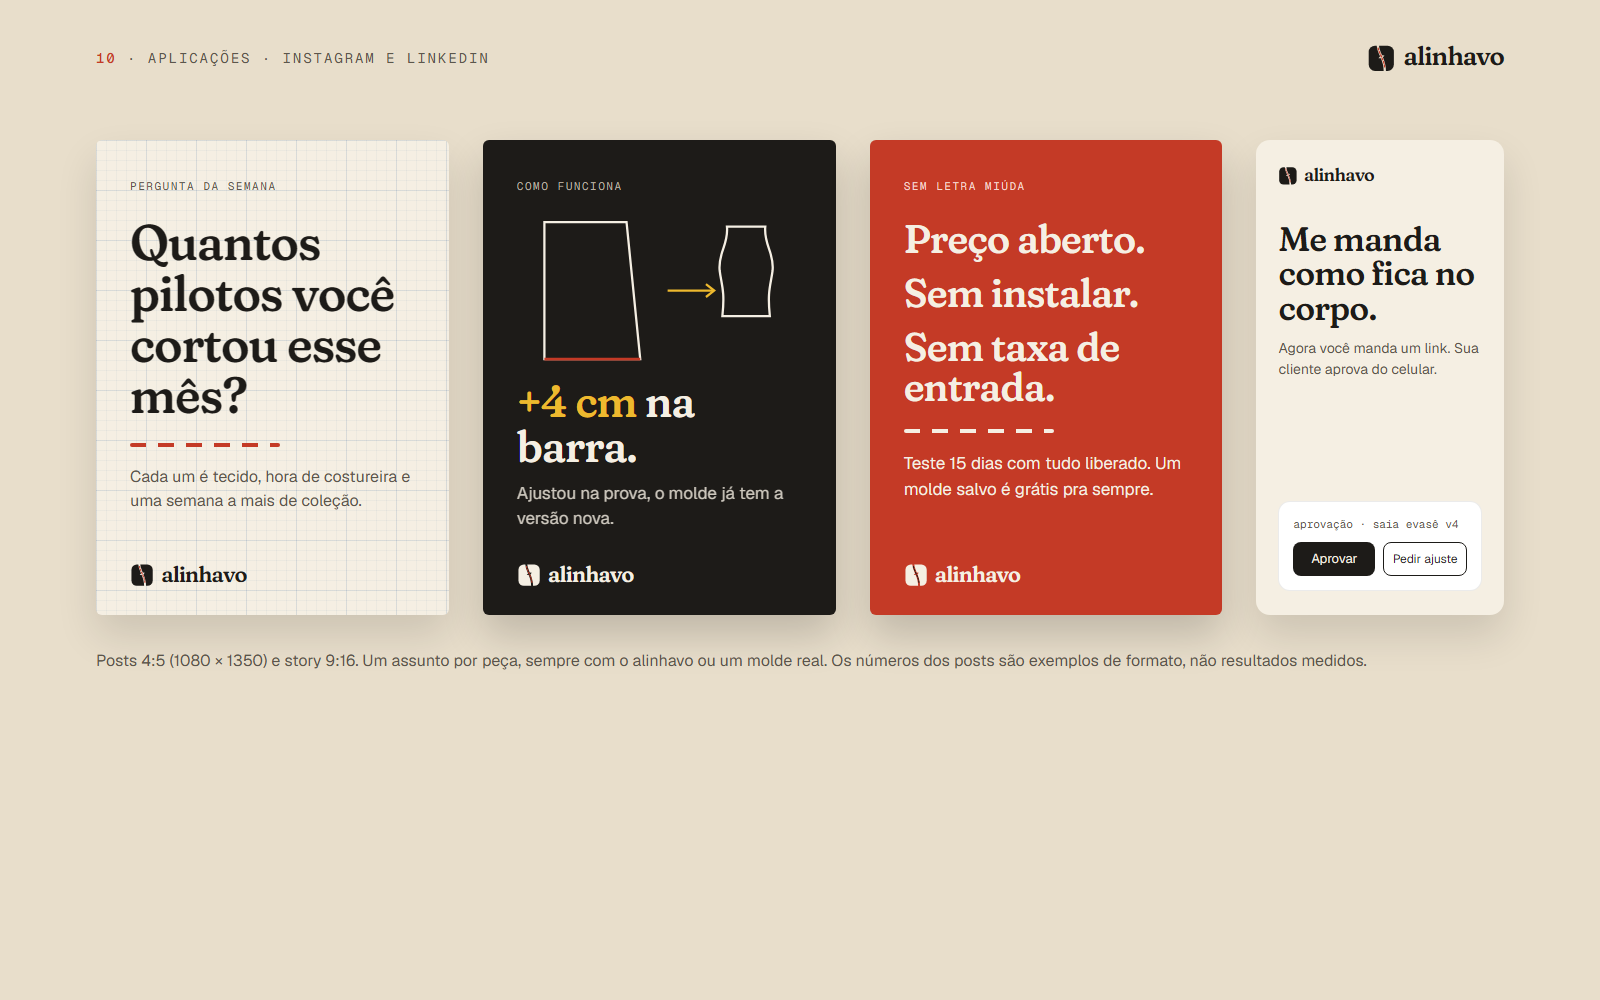 10 · APLICAÇÕES · INSTAGRAM E LINKEDIN
alinhavo
PERGUNTA DA SEMANA
Quantos
pilotos você
cortou esse
mês?
Cada um é tecido, hora de costureira e
uma semana a mais de coleção.
alinhavo
COMO FUNCIONA
+4 cm na
barra.
Ajustou na prova, o molde já tem a
versão nova.
alinhavo
SEM LETRA MIÚDA
Preço aberto.
Sem instalar.
Sem taxa de
entrada.
Teste 15 dias com tudo liberado. Um
molde salvo é grátis pra sempre.
alinhavo
alinhavo
Me manda
como fica no
corpo.
Agora você manda um link. Sua
cliente aprova do celular.
aprovação · saia evasê v4
Aprovar
Pedir ajuste
Posts 4:5 (1080 × 1350) e story 9:16. Um assunto por peça, sempre com o alinhavo ou um molde real. Os números dos posts são exemplos de formato, não resultados medidos.